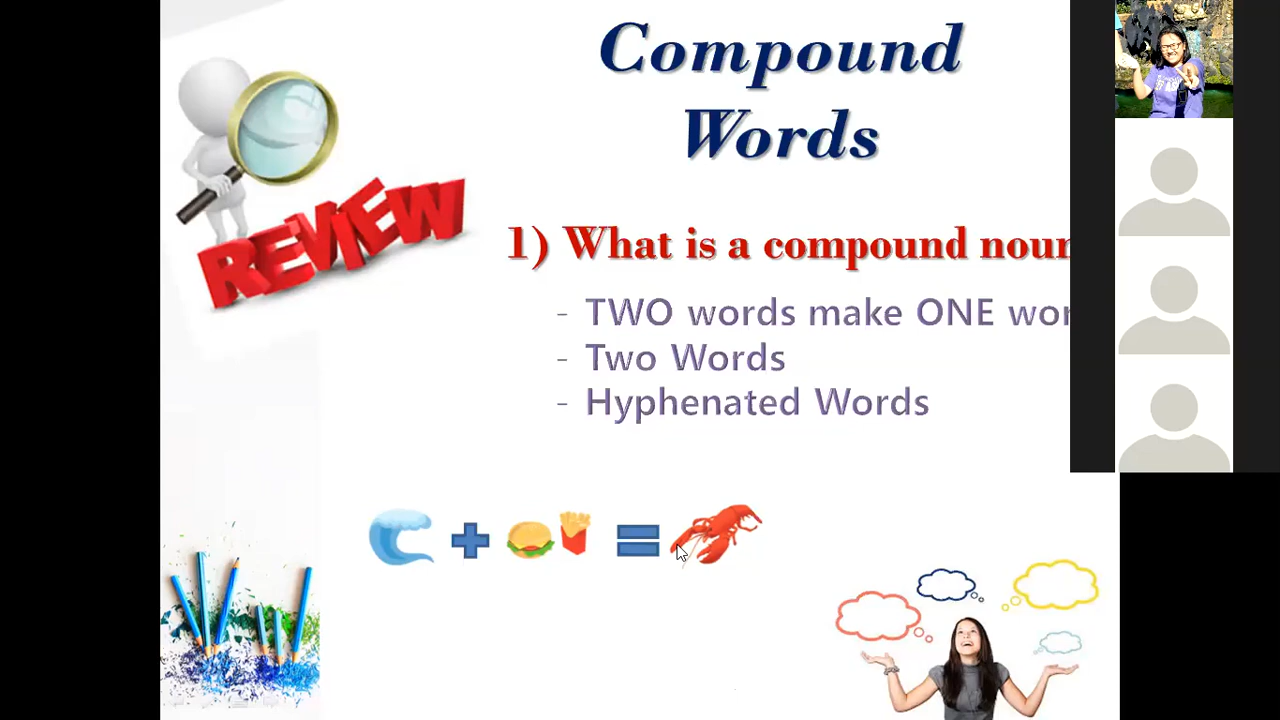 Compound
Words
REVIEW
1) What is a compound noun
- TWO words make ONE wor
- Two Words
- Hyphenated Words